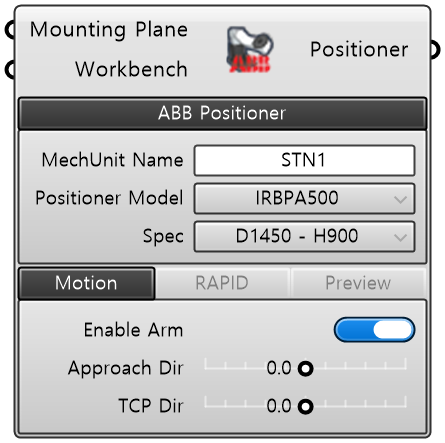 Mounting Plane
Workbench
ABB
Positioner
ABB Positioner
MechUnit Name STN1
Positioner Model IRBPA500
Spec D1450 - H900
Motion RAPID Preview
Enable Arm
Approach Dir 0.0
TCP Dir 0.0